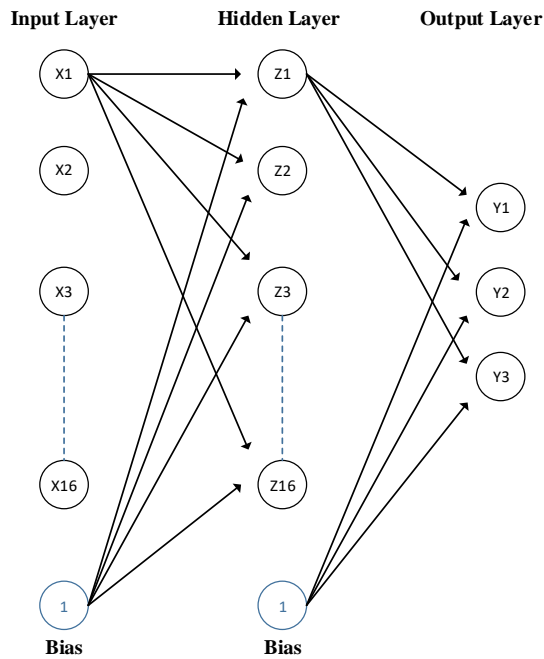 Input Layer
Hidden Layer
Output Layer
X1
Z1
X2
Z2
Y1
X3
Z3
Y2
Y3
X16
Z16
1
1
Bias
Bias